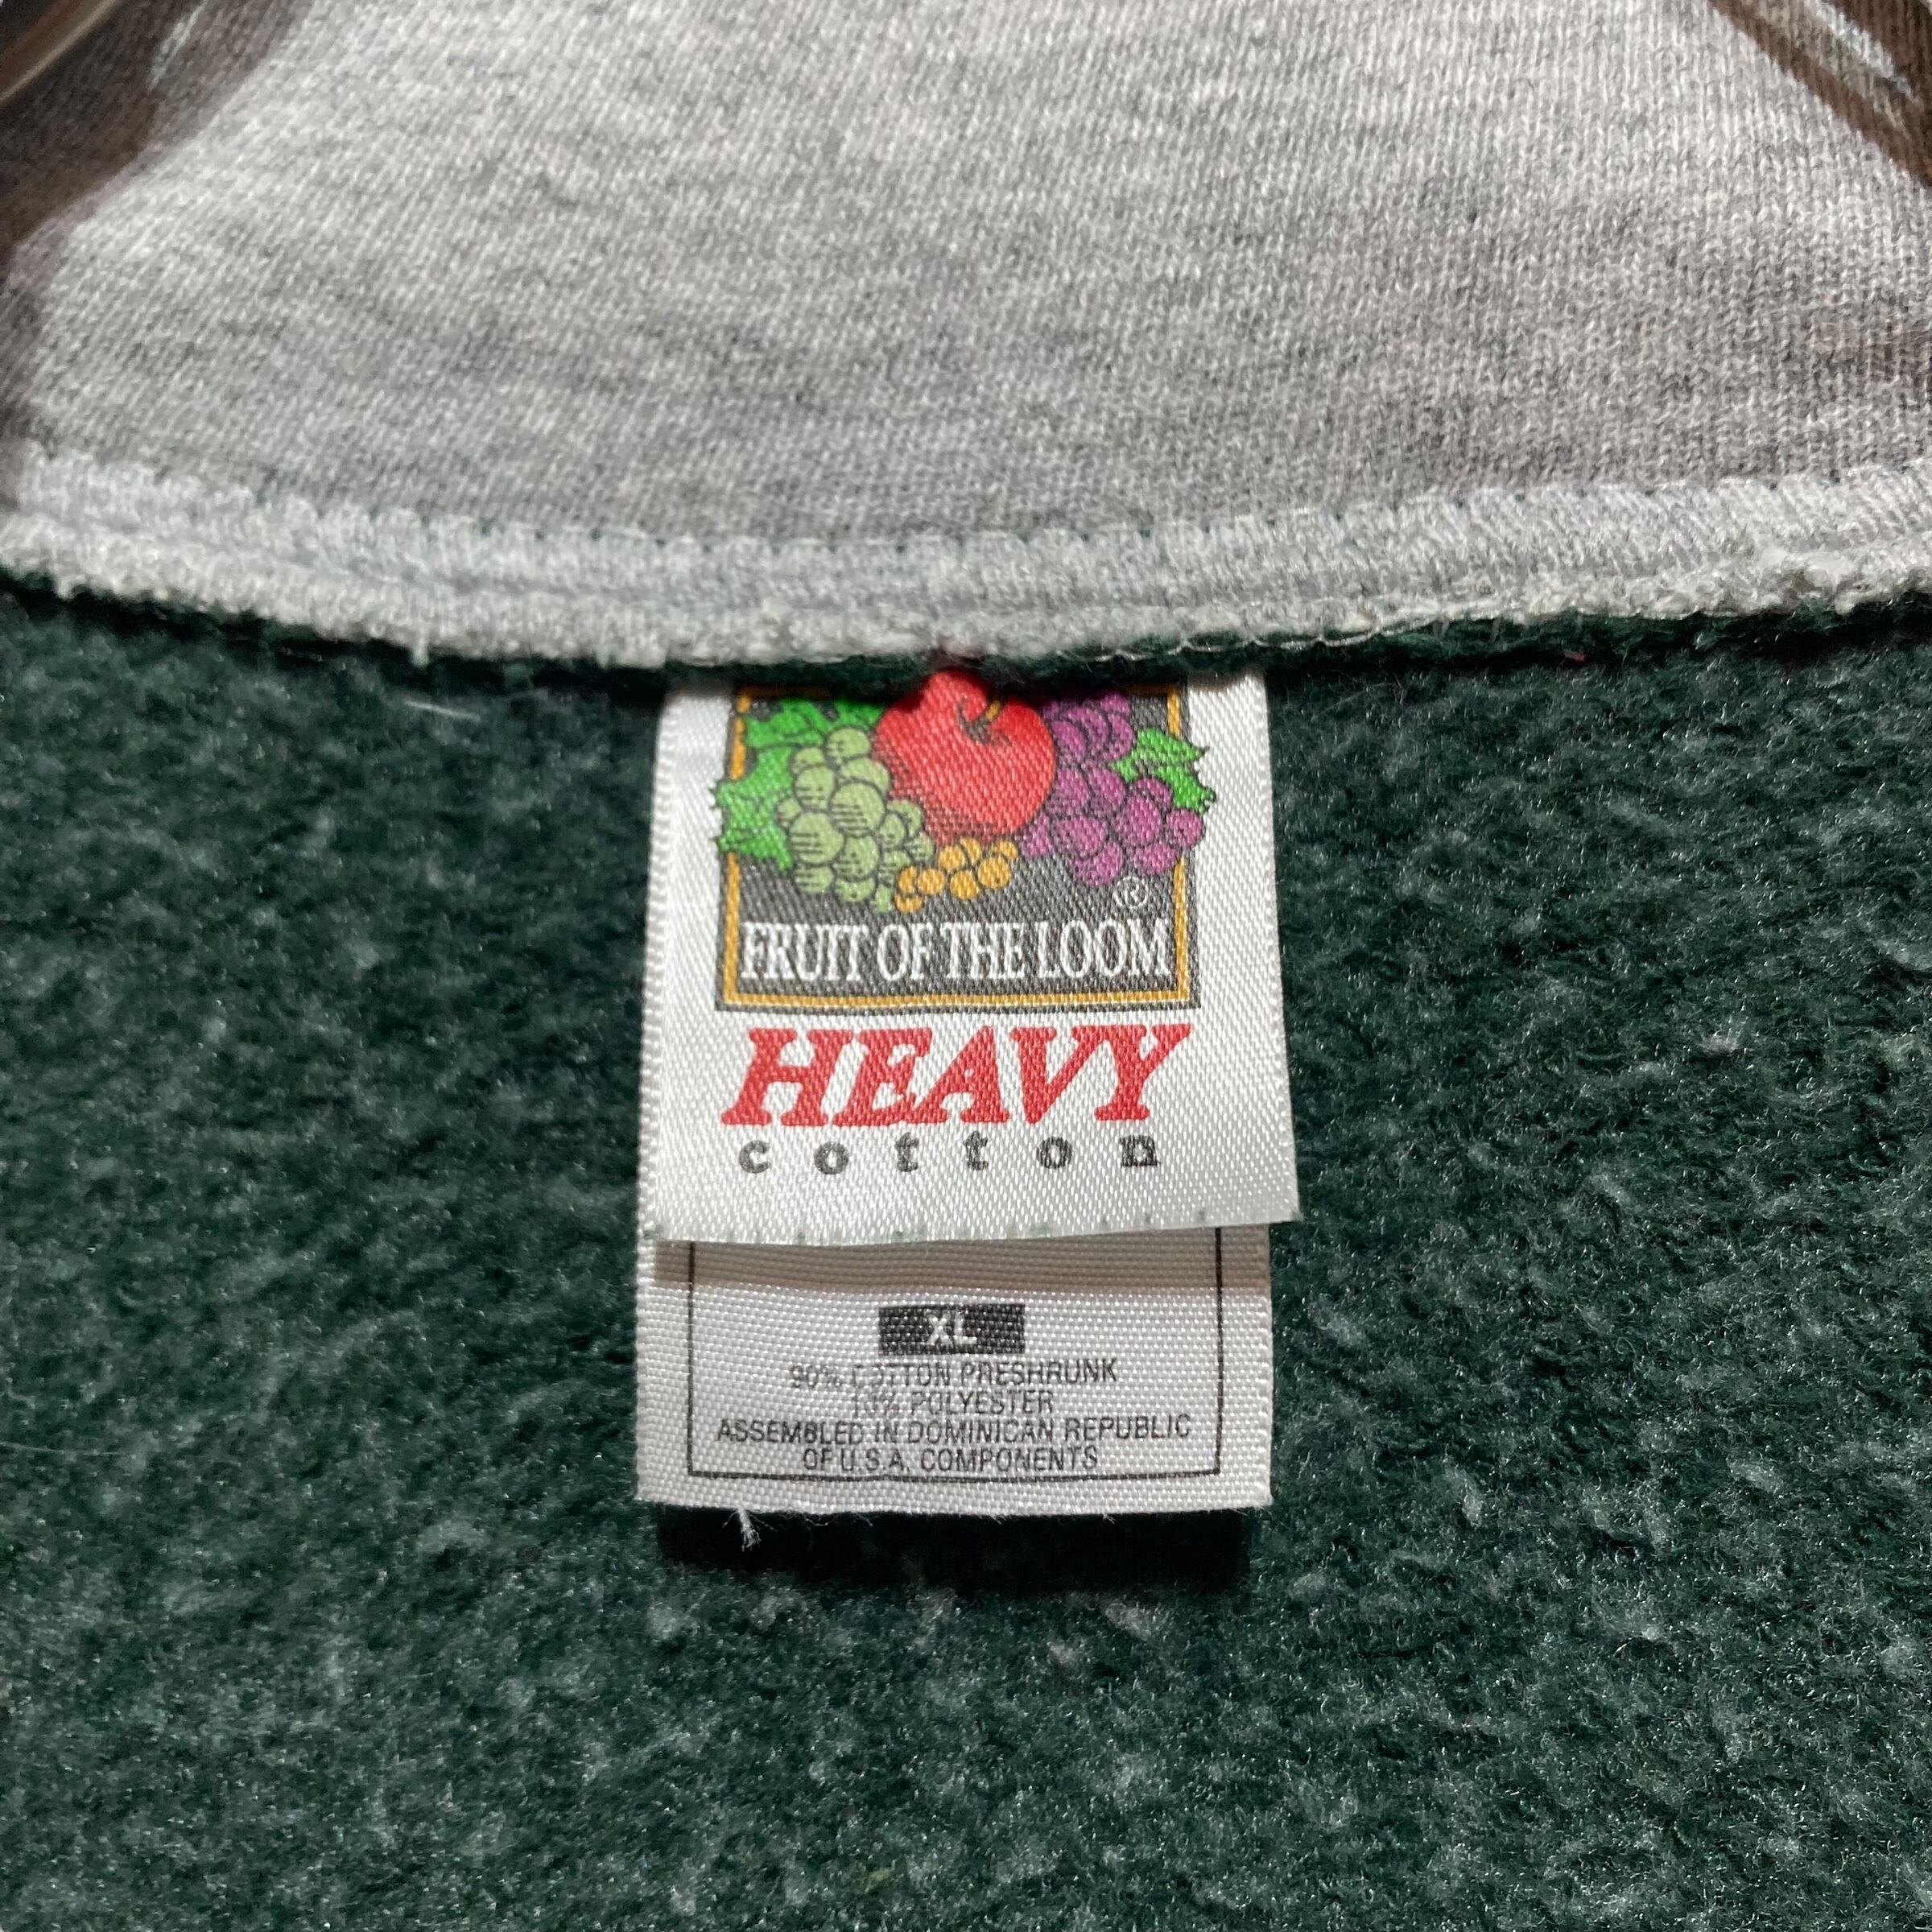 ®
FRUIT OF THE LOOM
HEAVY
cotton
XL
90% COTTON PRESHRUNK
10% POLYESTER
ASSEMBLED IN DOMINICAN REPUBLIC
OF U.S.A. COMPONENTS